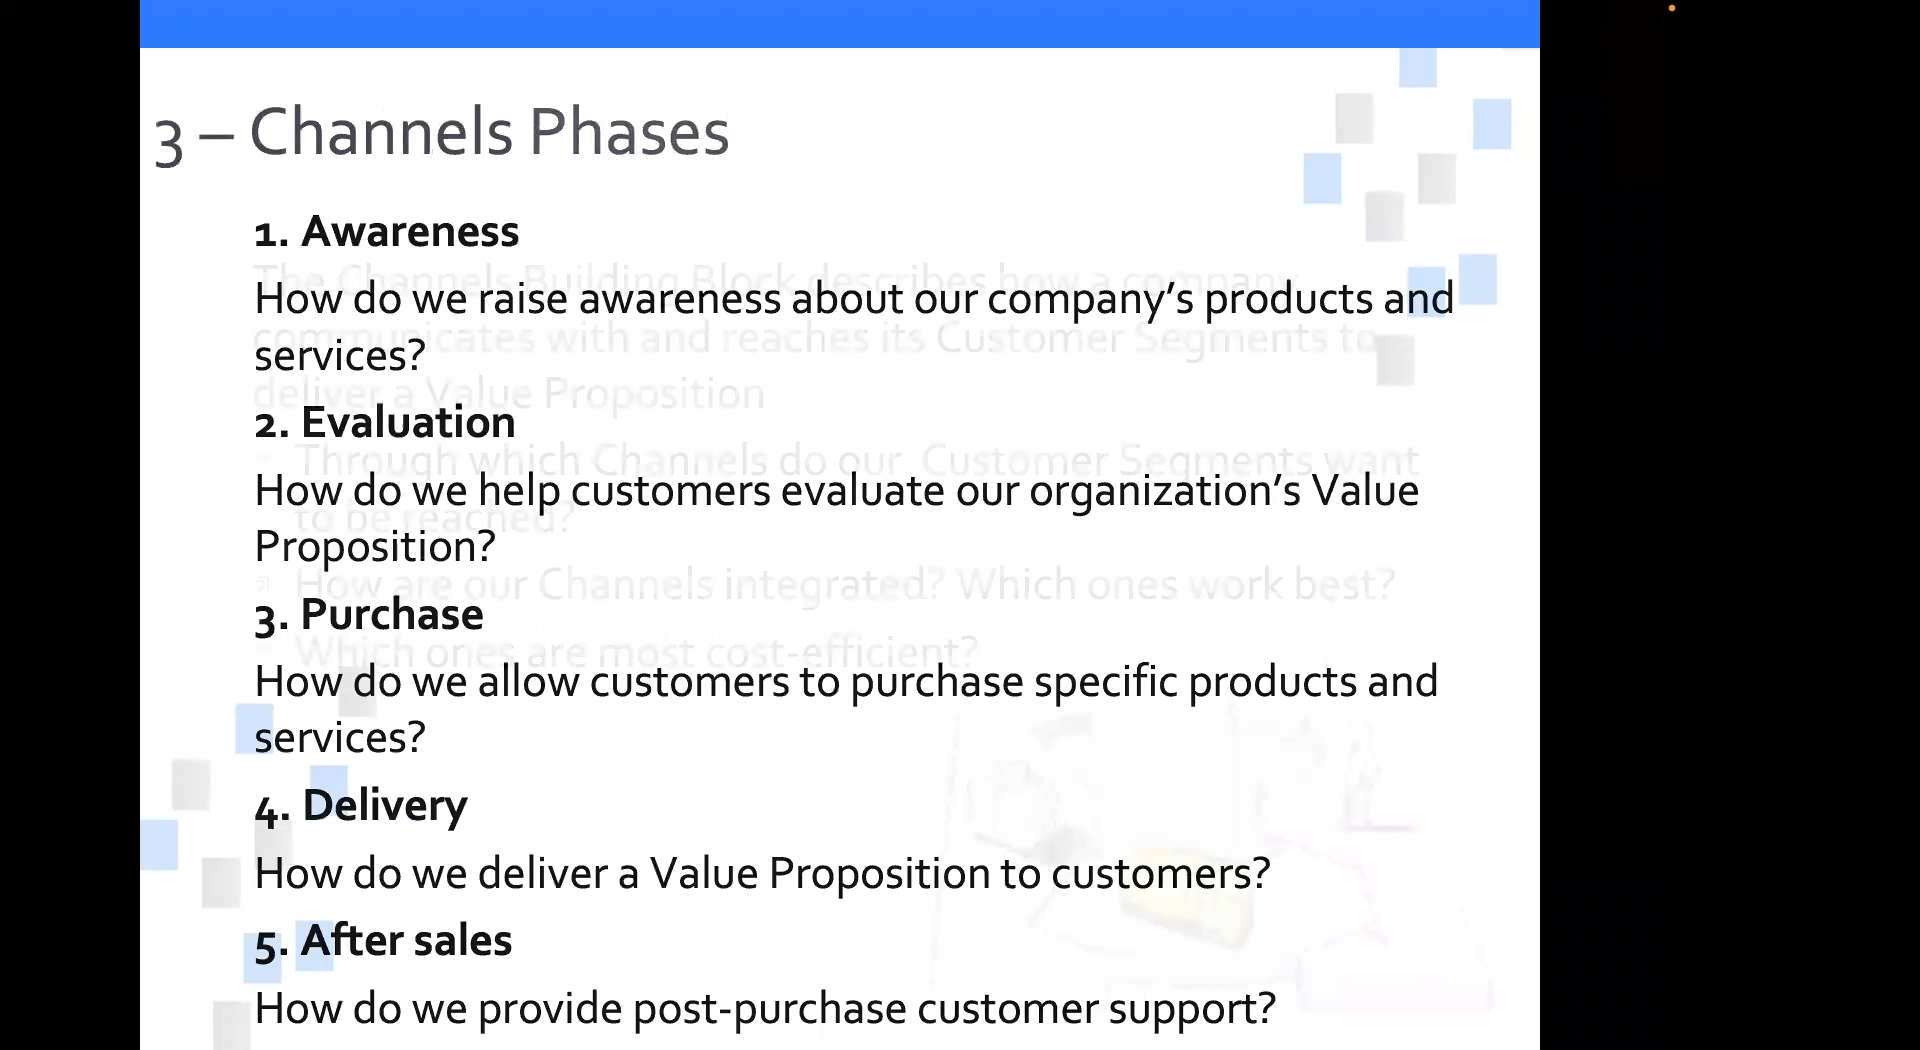 3 – Channels Phases
1. Awareness
How do we raise awareness about our company's products and
services?
2. Evaluation
How do we help customers evaluate our organization's Value
Proposition?
3. Purchase
How do we allow customers to purchase specific products and
services?
4. Delivery
How do we deliver a Value Proposition to customers?
5. After sales
How do we provide post-purchase customer support?
The Channels Building Block describes how a company
communicates with and reaches its Customer Segments to
deliver a Value Proposition
Through which Channels do our Customer Segments want
to be reached?
How are our Channels integrated? Which ones work best?
Which ones are most cost-efficient?